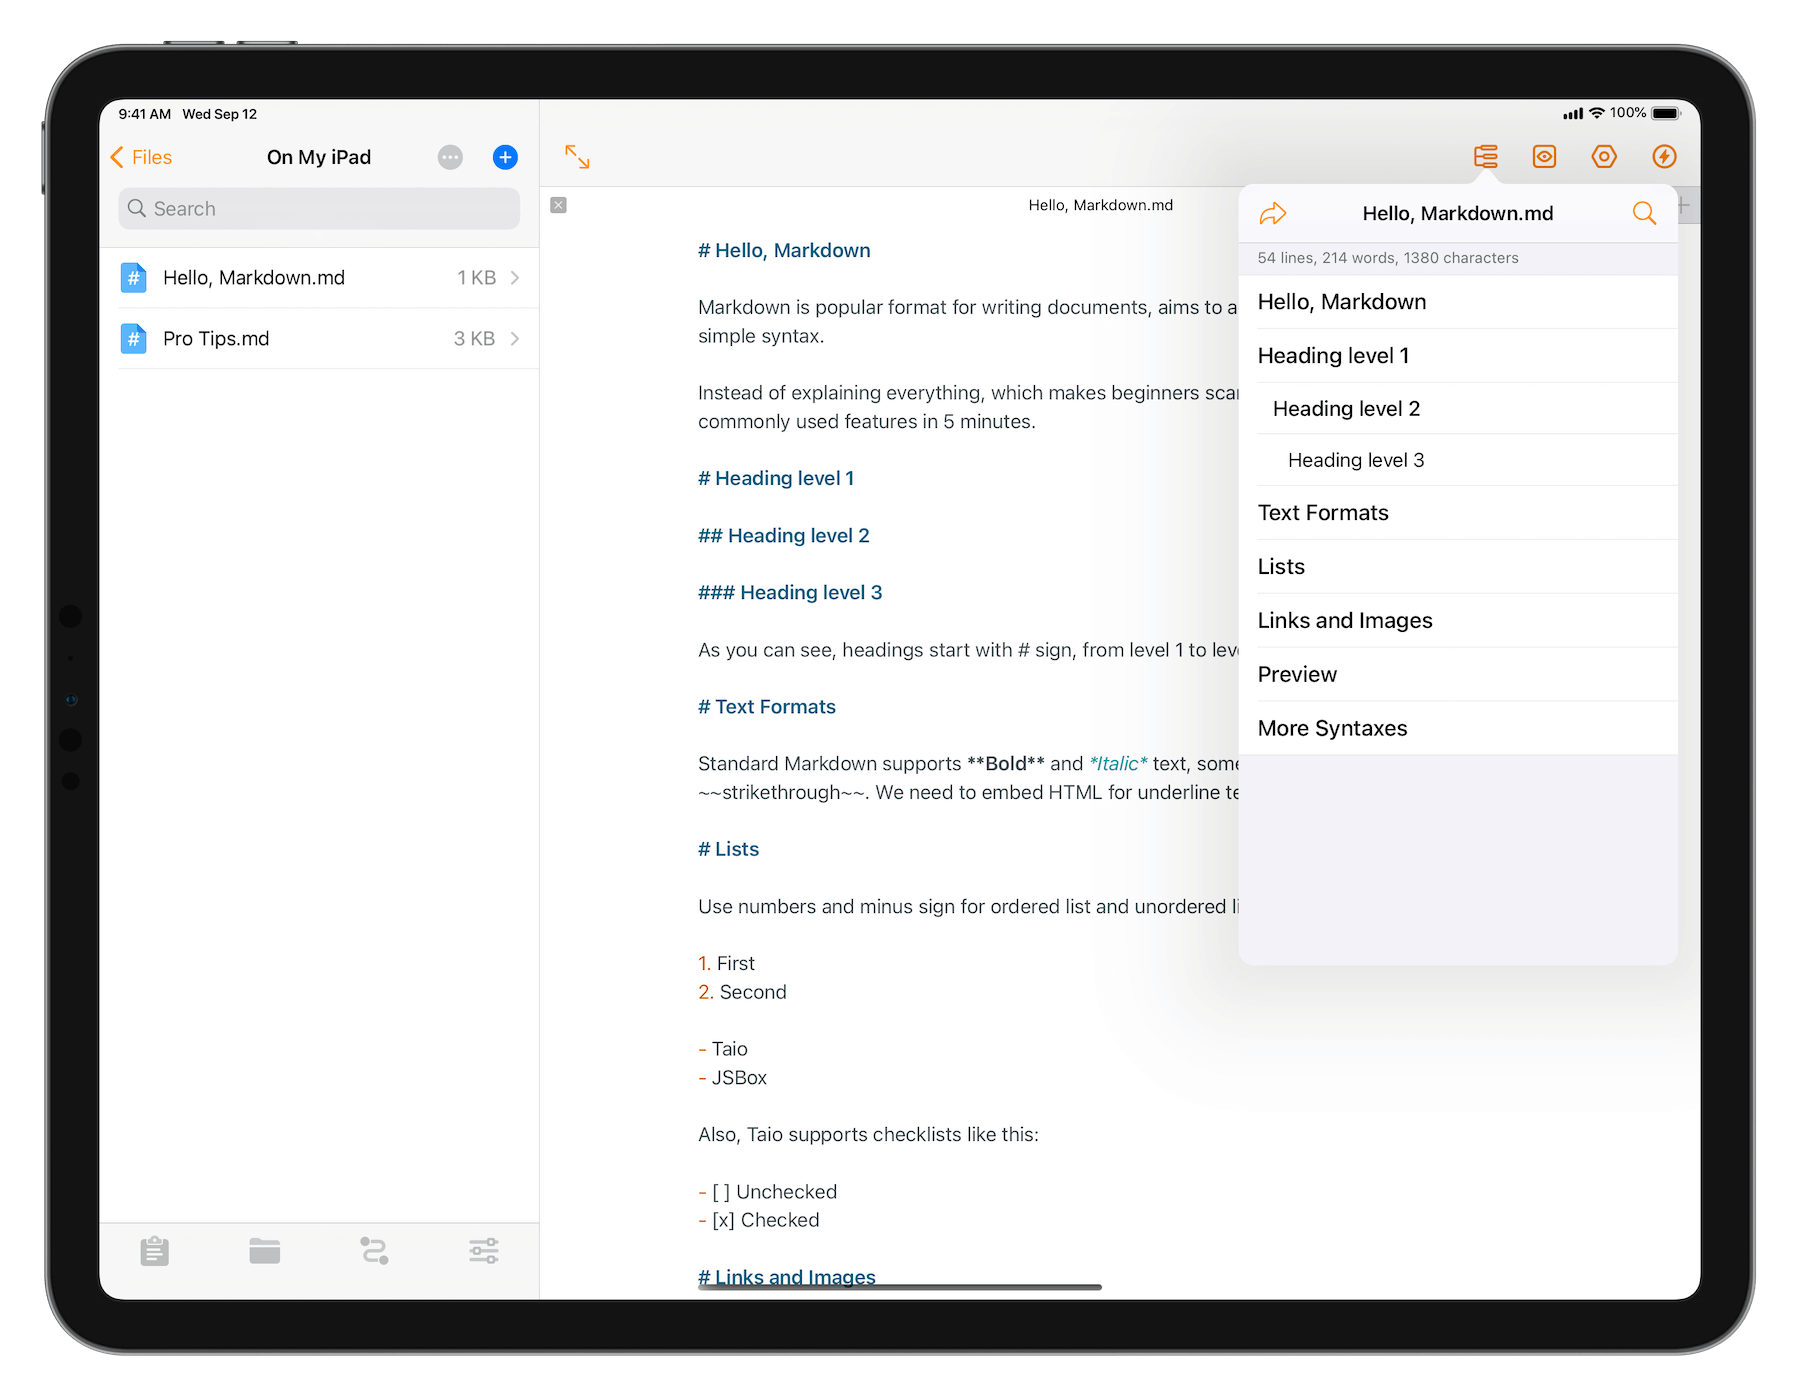 9:41 AM Wed Sep 12
100%
Files
On My iPad
Search
Hello, Markdown.md 1 KB
Pro Tips.md 3 KB
Hello, Markdown.md
# Hello, Markdown
Markdown is popular format for writing documents, aims to a
simple syntax.
Instead of explaining everything, which makes beginners
commonly used features in 5 minutes.
# Heading level 1
## Heading level 2
### Heading level 3
As you can see, headings start with # sign, from level 1 to
# Text Formats
Standard Markdown supports **Bold** and *Italic* text, some
~~strikethrough~~. We need to embed HTML for underline
# Lists
Use numbers and minus sign for ordered list and unordered
1. First
2. Second
- Taio
- JSBox
Also, Taio supports checklists like this:
- [ ] Unchecked
- [x] Checked
# Links and Images
Hello, Markdown.md
54 lines, 214 words, 1380 characters
Hello, Markdown
Heading level 1
Heading level 2
Heading level 3
Text Formats
Lists
Links and Images
Preview
More Syntaxes